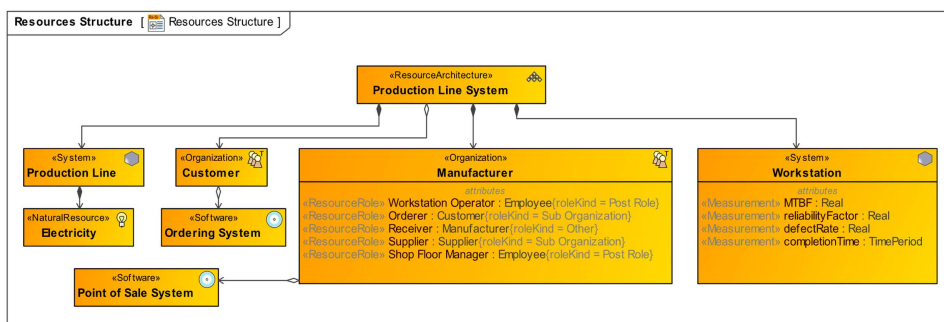 Resources Structure [ Resources Structure ]
«ResourceArchitecture»
Production Line System
«System»
Production Line
«Organization»
Customer
«Organization»
Manufacturer
attributes
«ResourceRole» Workstation Operator : Employee{roleKind = Post Role}
«ResourceRole» Orderer : Customer{roleKind = Sub Organization}
«ResourceRole» Receiver : Manufacturer{roleKind = Other}
«ResourceRole» Supplier : Supplier{roleKind = Sub Organization}
«ResourceRole» Shop Floor Manager : Employee{roleKind = Post Role}
«System»
Workstation
attributes
«Measurement» MTBF : Real
«Measurement» reliabilityFactor : Real
«Measurement» defectRate : Real
«Measurement» completionTime : TimePeriod
«NaturalResource»
Electricity
«Software»
Ordering System
«Software»
Point of Sale System